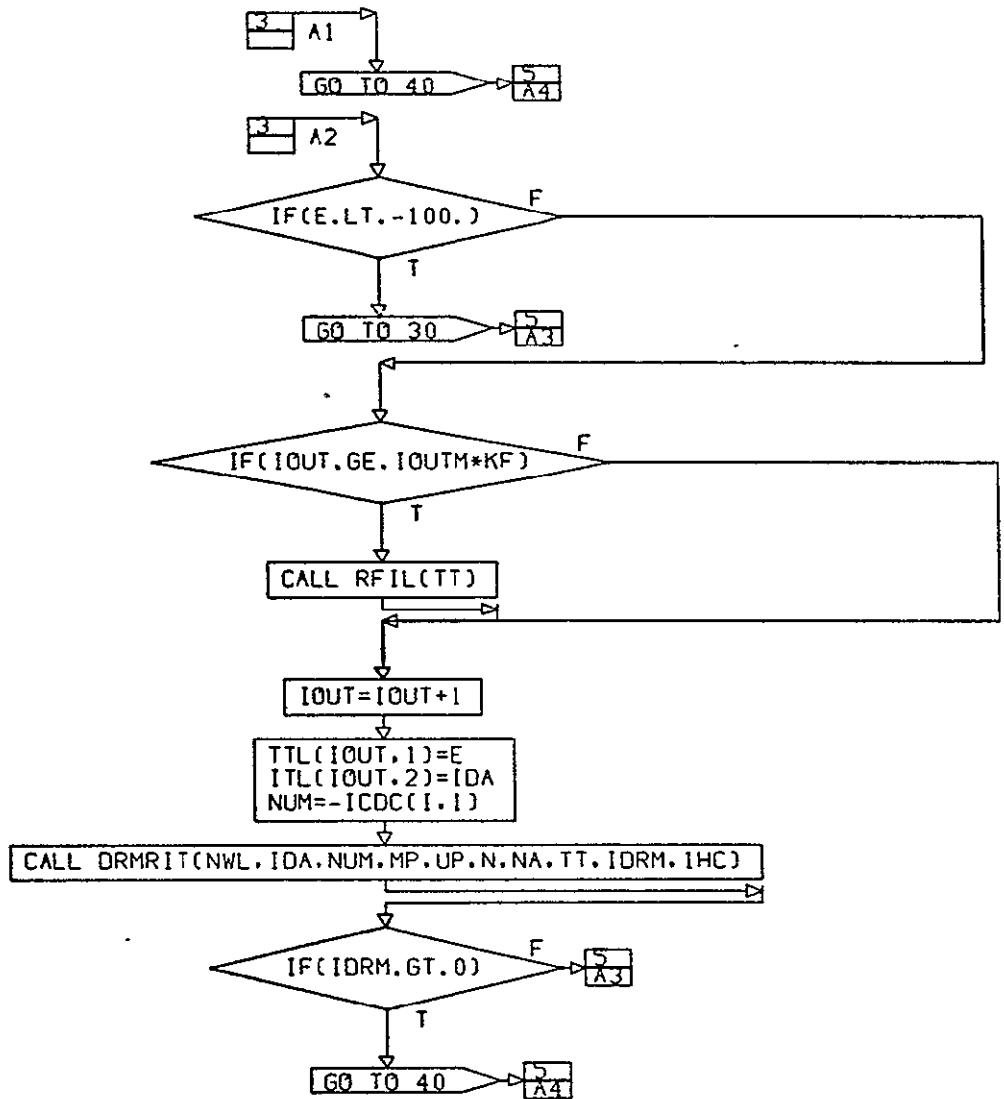 3
A1
GO TO 40
5
A4
3
A2
F
IF(E.LT.-100.)
T
GO TO 30
5
A3
F
IF(IOUT.GE.IOUTM*KF)
T
CALL RFIL(TT)
IOUT=IOUT+1
TTL(IOUT,1)=E
ITL(IOUT.2)=IDA
NUM=-ICDC(I.1)
CALL DRMRIT(NWL.IDA.NUM.MP.UP.N.NA.TT.IDRM.IHC)
F
5
A3
IF(IDRM.GT.0)
T
GO TO 40
5
A4